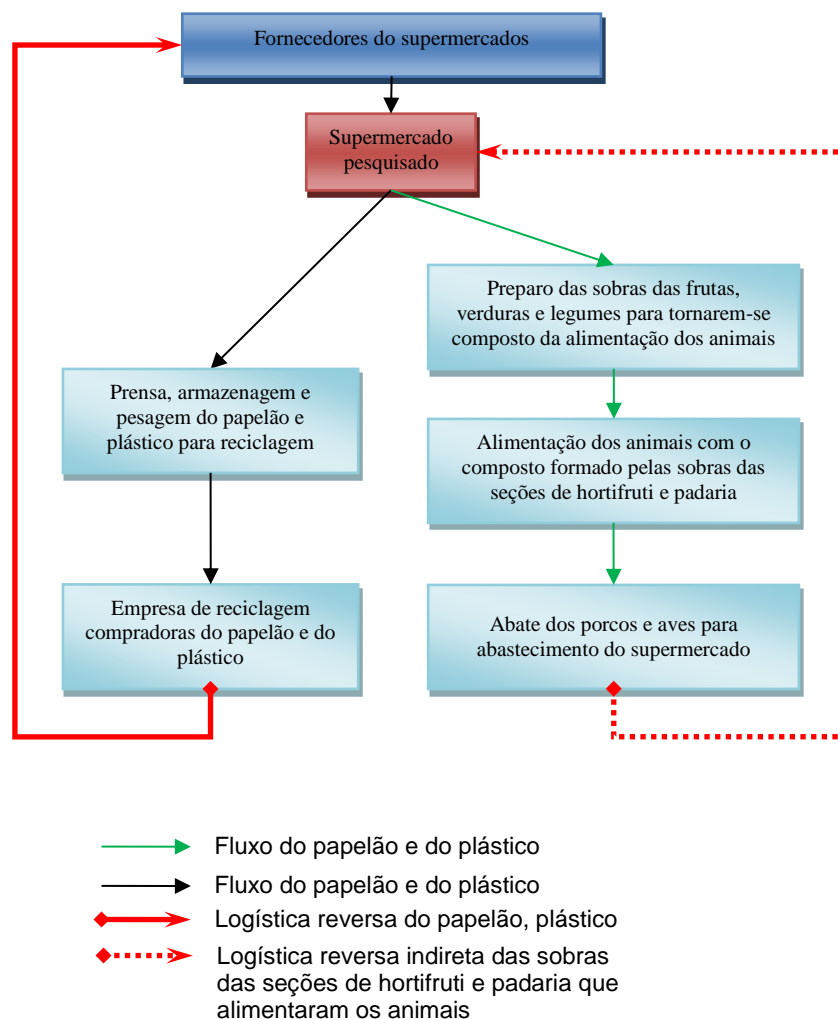 Fornecedores do supermercados
Supermercado
pesquisado
Preparo das sobras das frutas,
verduras e legumes para tornarem-se
composto da alimentação dos animais
Prensa, armazenagem e
pesagem do papelão e
plástico para reciclagem
Alimentação dos animais com o
composto formado pelas sobras das
seções de hortifruti e padaria
Empresa de reciclagem
compradoras do papelão e do
plástico
Abate dos porcos e aves para
abastecimento do supermercado
Fluxo do papelão e do plástico
Fluxo do papelão e do plástico
Logística reversa do papelão, plástico
Logística reversa indireta das sobras
das seções de hortifruti e padaria que
alimentaram os animais